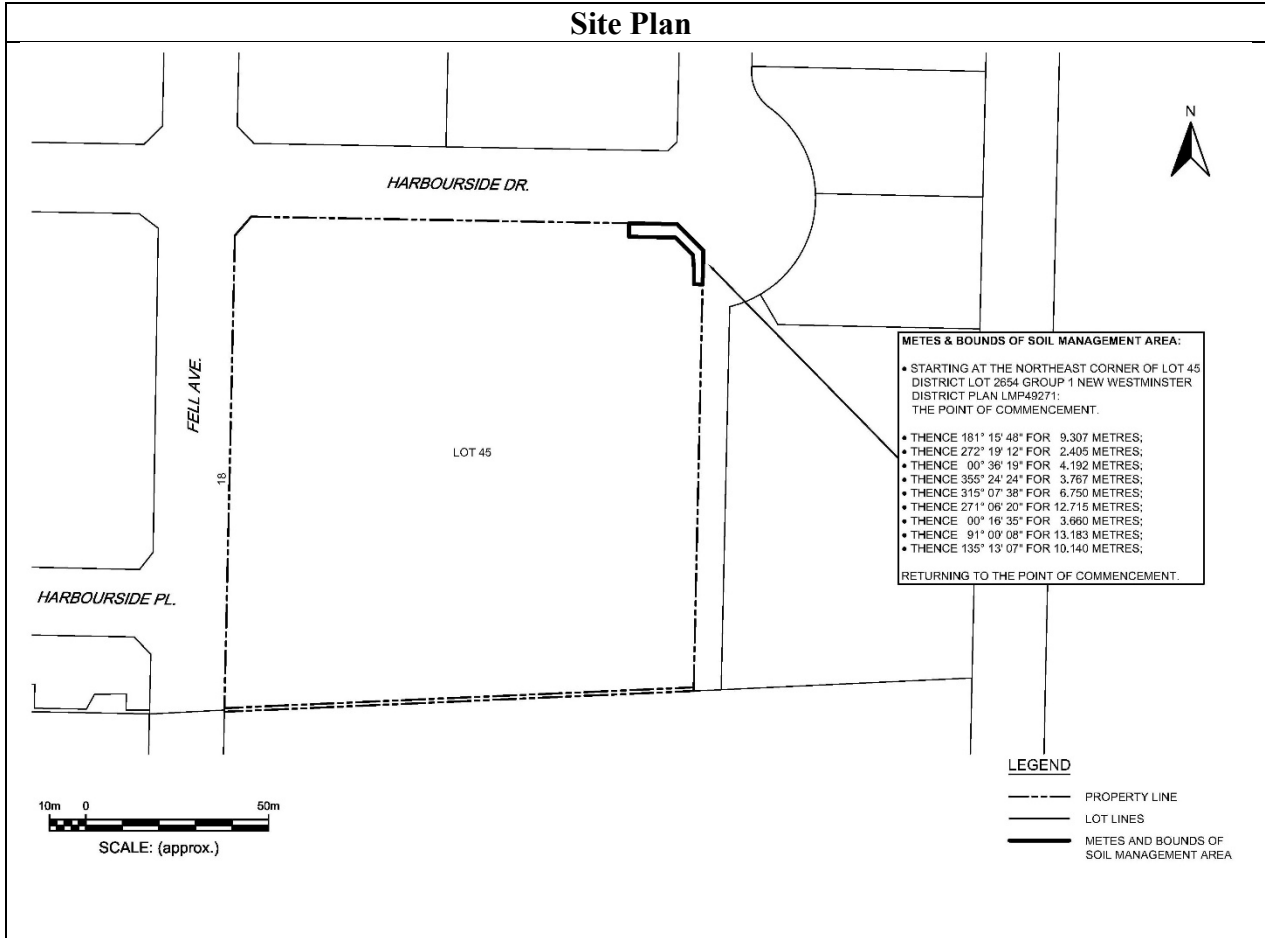 Site Plan
N
HARBOURSIDE DR.
FELL AVE.
18
LOT 45
METES & BOUNDS OF SOIL MANAGEMENT AREA:
• STARTING AT THE NORTHEAST CORNER OF LOT 45
DISTRICT LOT 2654 GROUP 1 NEW WESTMINSTER
DISTRICT PLAN LMP49271:
THE POINT OF COMMENCEMENT.
• THENCE 181° 15' 48" FOR 9.307 METRES;
• THENCE 272° 19' 12" FOR 2.405 METRES;
• THENCE 00° 36' 19" FOR 4.192 METRES;
• THENCE 355° 24' 24" FOR 3.767 METRES;
• THENCE 315° 07' 38" FOR 6.750 METRES;
• THENCE 271° 06' 20" FOR 12.715 METRES;
• THENCE 00° 16' 35" FOR 3.660 METRES;
• THENCE 91° 00' 08" FOR 13.183 METRES;
• THENCE 135° 13' 07" FOR 10.140 METRES;
RETURNING TO THE POINT OF COMMENCEMENT.
HARBOURSIDE PL.
10m 0 50m
SCALE: (approx.)
LEGEND
PROPERTY LINE
LOT LINES
METES AND BOUNDS OF
SOIL MANAGEMENT AREA